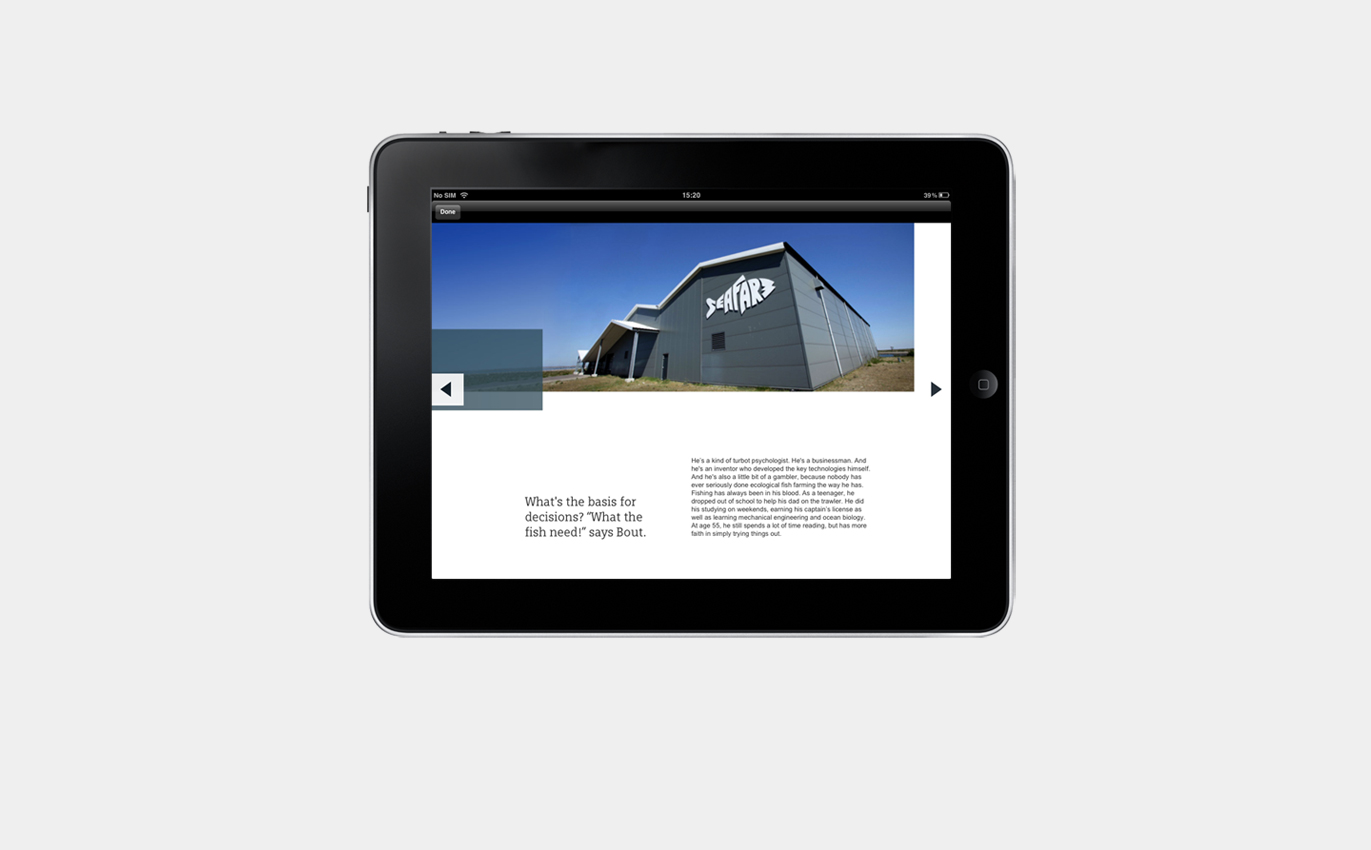 No SIM 15:20 39%
Done
SEAFARM
What's the basis for
decisions? “What the
fish need!” says Bout.
He's a kind of turbot psychologist. He's a businessman. And
he's an inventor who developed the key technologies himself.
And he's also a little bit of a gambler, because nobody has
ever seriously done ecological fish farming the way he has.
Fishing has always been in his blood. As a teenager, he
dropped out of school to help his dad on the trawler. He did
his studying on weekends, earning his captain's license as
well as learning mechanical engineering and ocean biology.
At age 55, he still spends a lot of time reading, but has more
faith in simply trying things out.